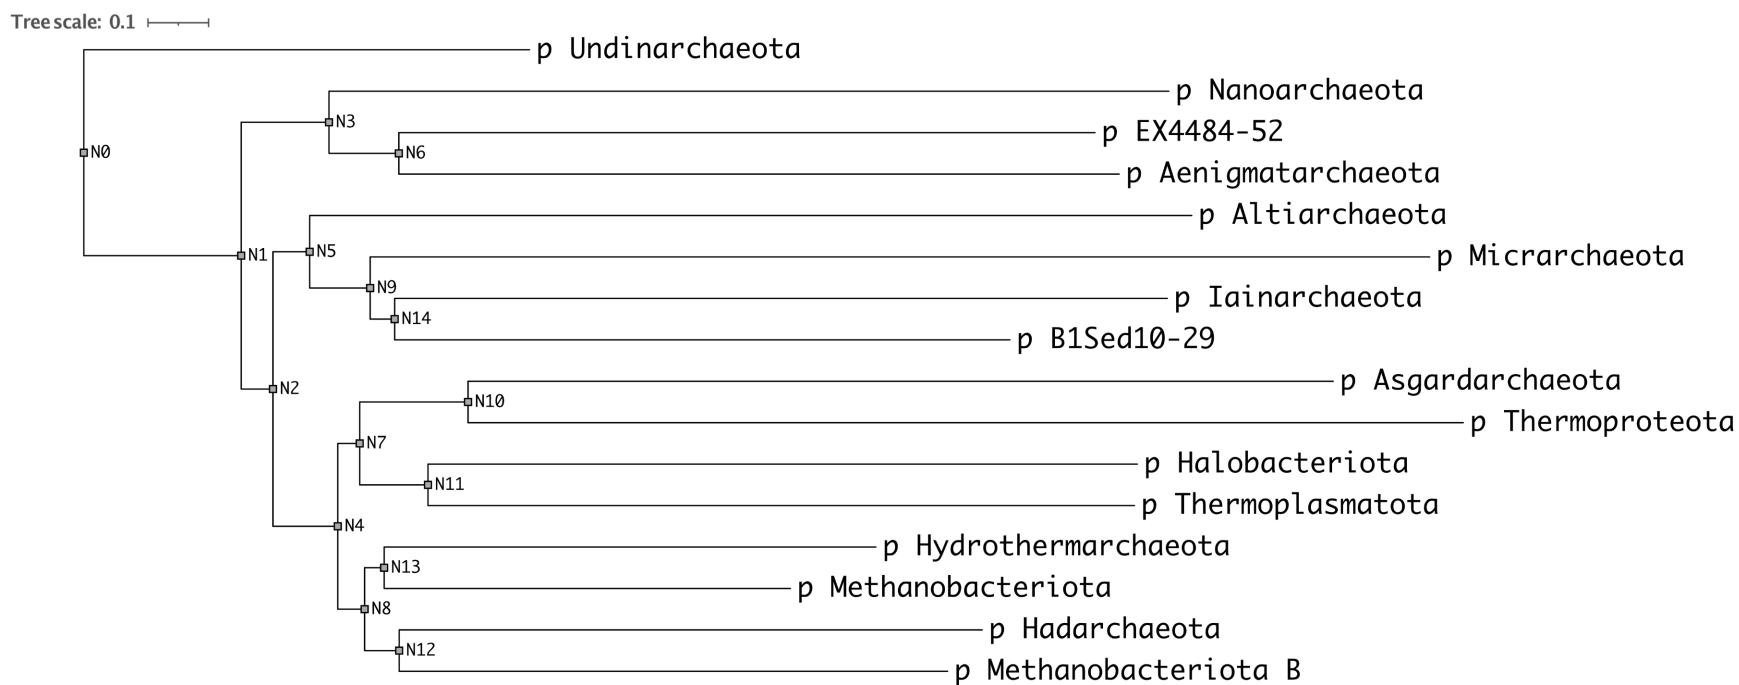 Tree scale: 0.1
p Undinarchaeota
p Nanoarchaeota
N3
p EX4484-52
N0
N6
p Aenigmatarchaeota
p Altiarchaeota
N5
N1
p Micrarchaeota
N9
p Iainarchaeota
N14
p B1Sed10-29
p Asgardarchaeota
N2
N10
p Thermoproteota
N7
p Halobacteriota
N11
p Thermoplasmatota
N4
p Hydrothermarchaeota
N13
p Methanobacteriota
N8
p Hadarchaeota
N12
p Methanobacteriota B